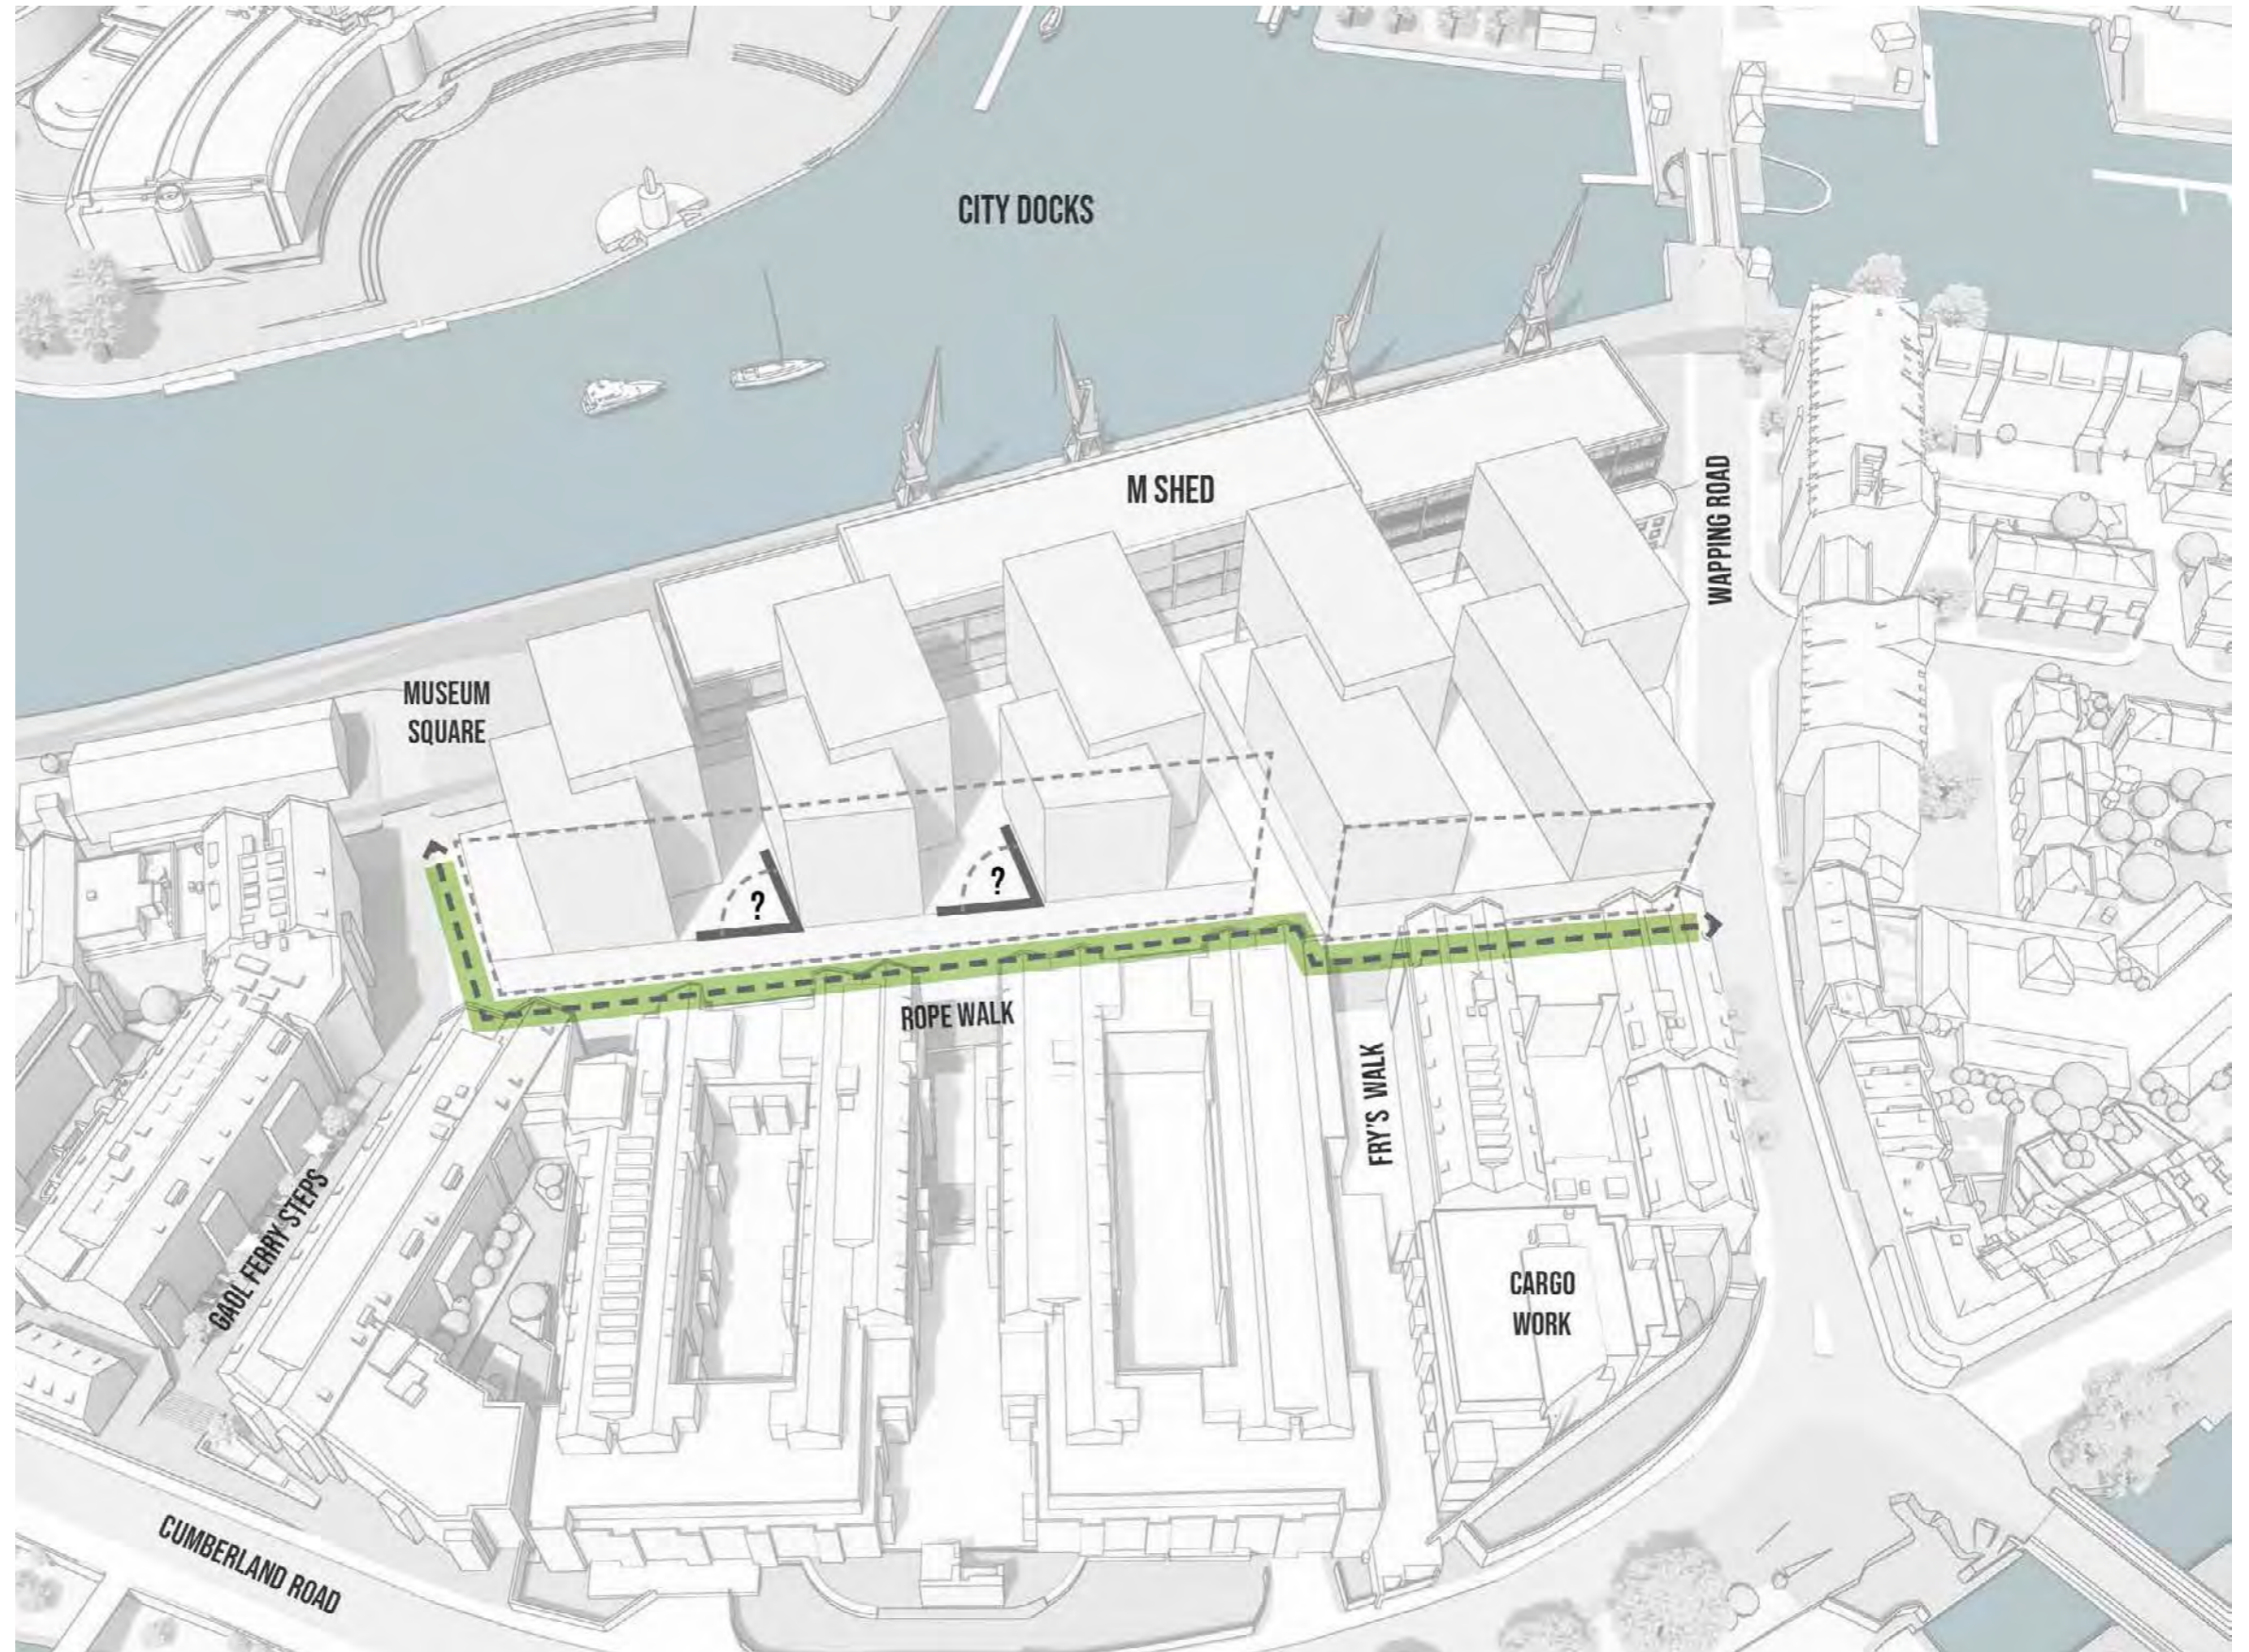 CITY DOCKS
M SHED
WAPPING ROAD
MUSEUM
SQUARE
?
?
ROPE WALK
FRY'S WALK
GAOL FERRY STEPS
CARGO
WORK
CUMBERLAND ROAD